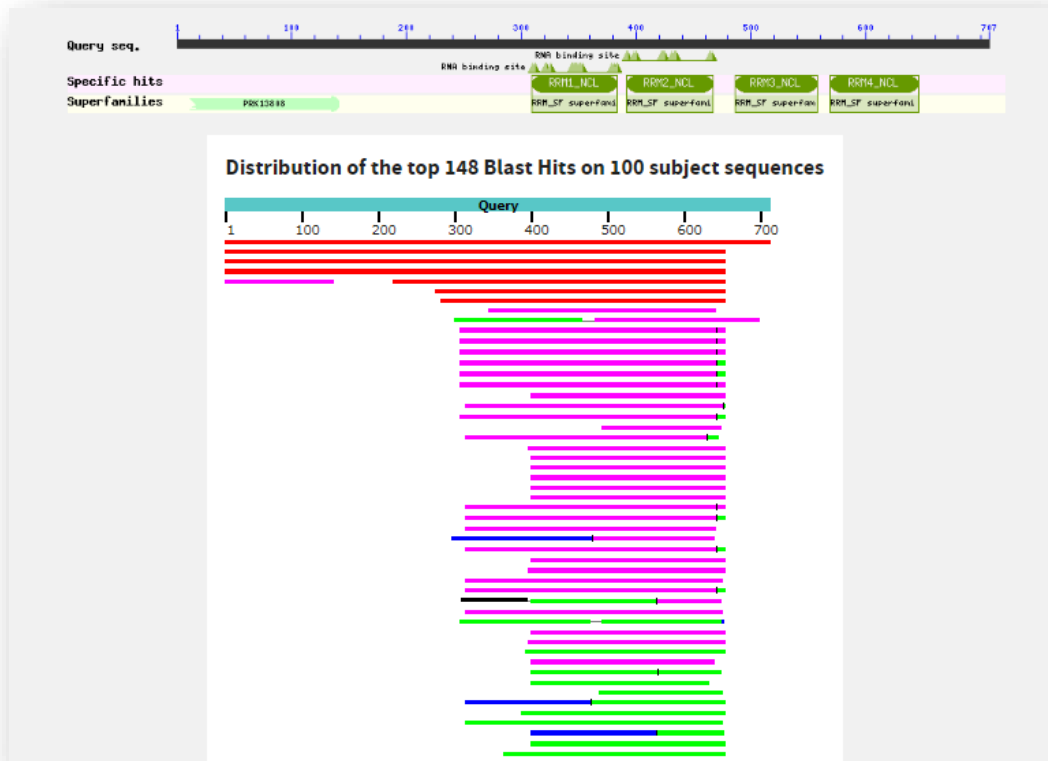 1 100 200 300 400 500 600 707
Query seq.
RNA binding site
RNA binding site
Specific hits RRM1_NCL RRM2_NCL RRM3_NCL RRM4_NCL
Superfamilies PRK13808 RRM_SF superfami RRM_SF superfami RRM_SF superfami RRM_SF superfami
Distribution of the top 148 Blast Hits on 100 subject sequences
Query
1 100 200 300 400 500 600 700